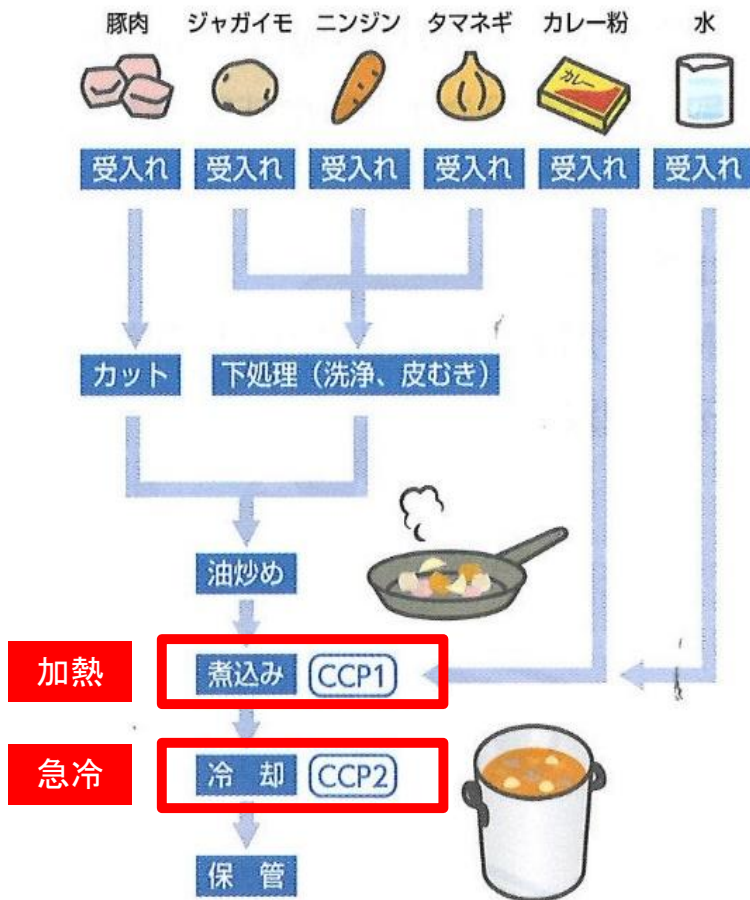 豚肉 ジャガイモ ニンジン タマネギ カレー粉 水
カレー
受入れ 受入れ 受入れ 受入れ 受入れ 受入れ
カット 下処理（洗浄、皮むき）
油炒め
加熱 煮込み CCP1
急冷 冷却 CCP2
保管